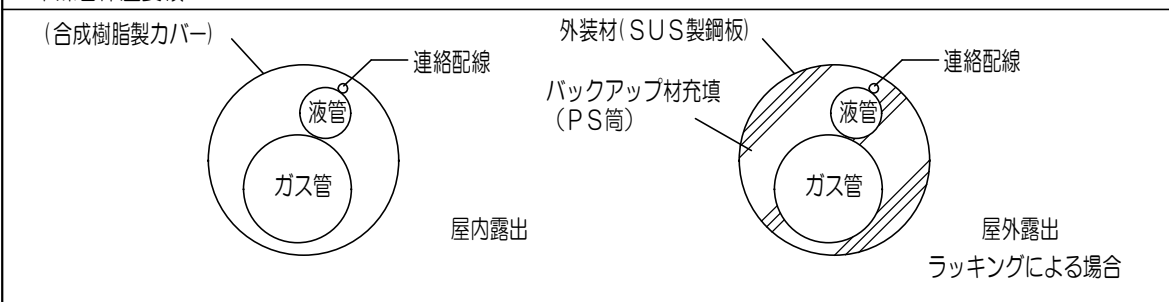 (合成樹脂製カバー)
連絡配線
液管
ガス管
屋内露出
外装材(ＳＵＳ製鋼板)
連絡配線
バックアップ材充填
(ＰＳ筒)
液管
ガス管
屋外露出
ラッキングによる場合